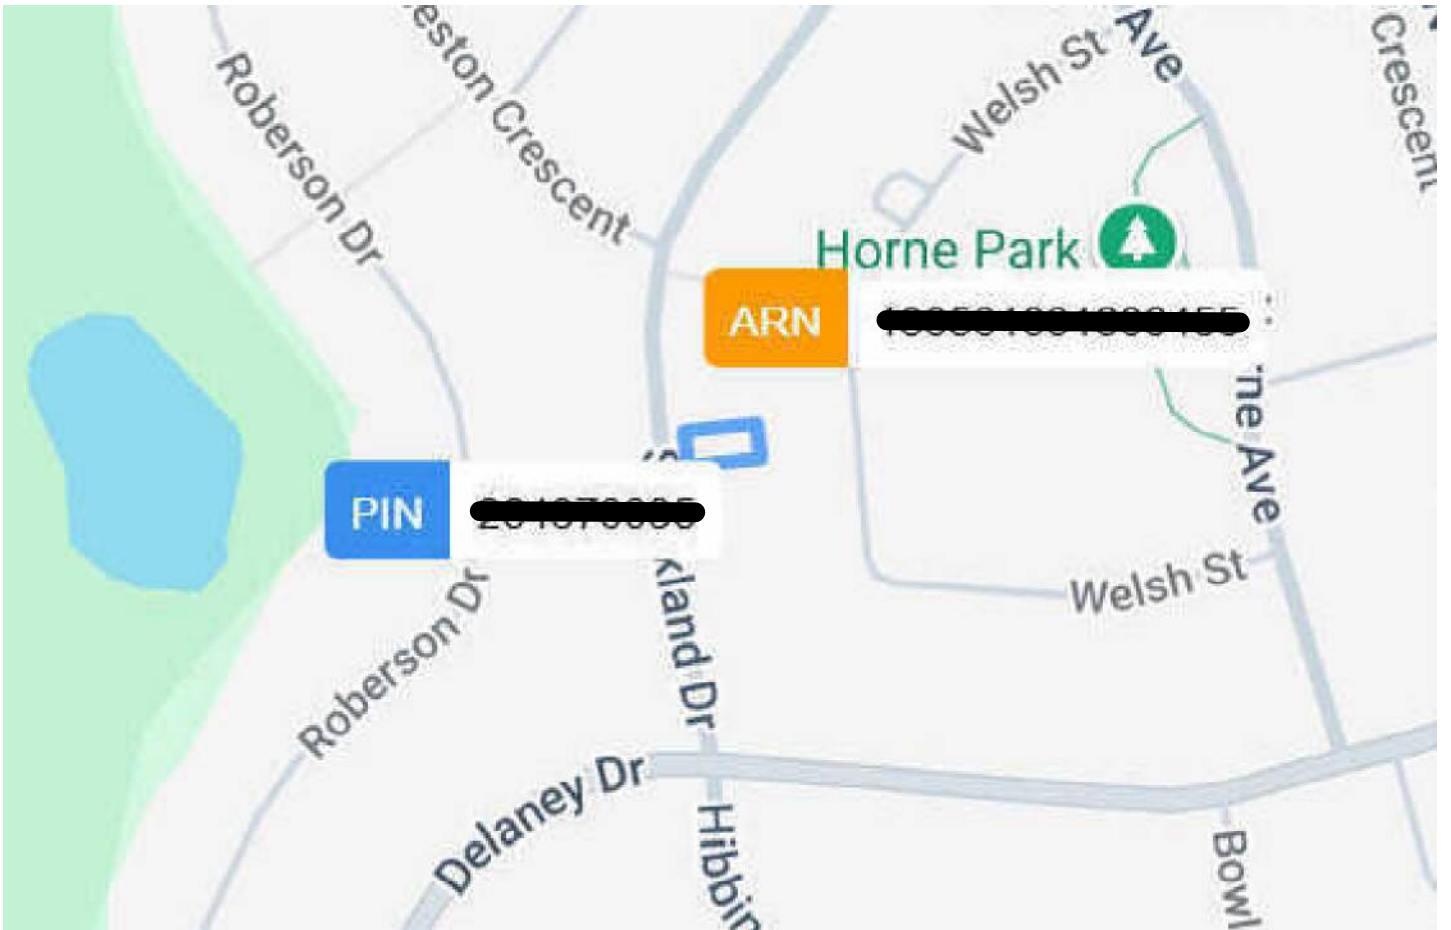 eston Crescent
Ave
Welsh St
Crescent
Roberson Dr
Horne Park
ARN
ne Ave
PIN
Welsh St
kland Dr
Roberson Dr
Delaney Dr
Hibbin
Bowl